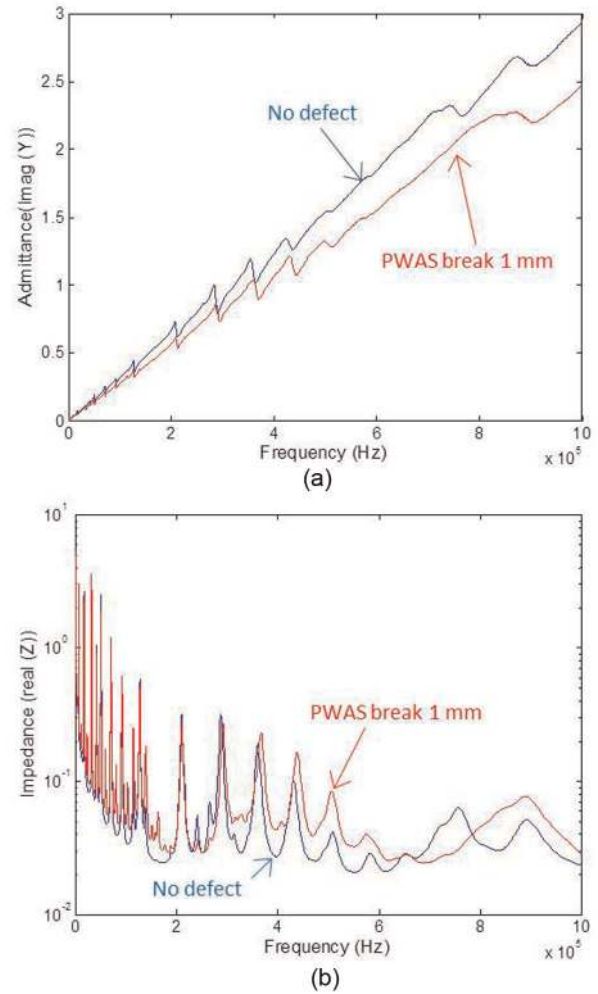 3
2.5
2
1.5
1
0.5
0
Admittance(Imag (Y))
No defect
PWAS break 1 mm
0 2 4 6 8 10
Frequency (Hz)
x 10^5
(a)
10^1
10^0
10^-1
10^-2
Impedance (real (Z))
PWAS break 1 mm
No defect
0 2 4 6 8 10
Frequency (Hz)
x 10^5
(b)